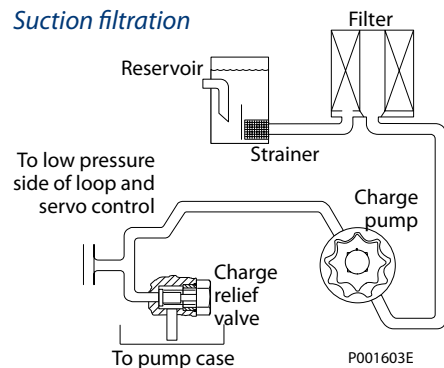 Suction filtration
Filter
Reservoir
Strainer
To low pressure
side of loop and
servo control
Charge
pump
Charge
relief
valve
To pump case
P001603E